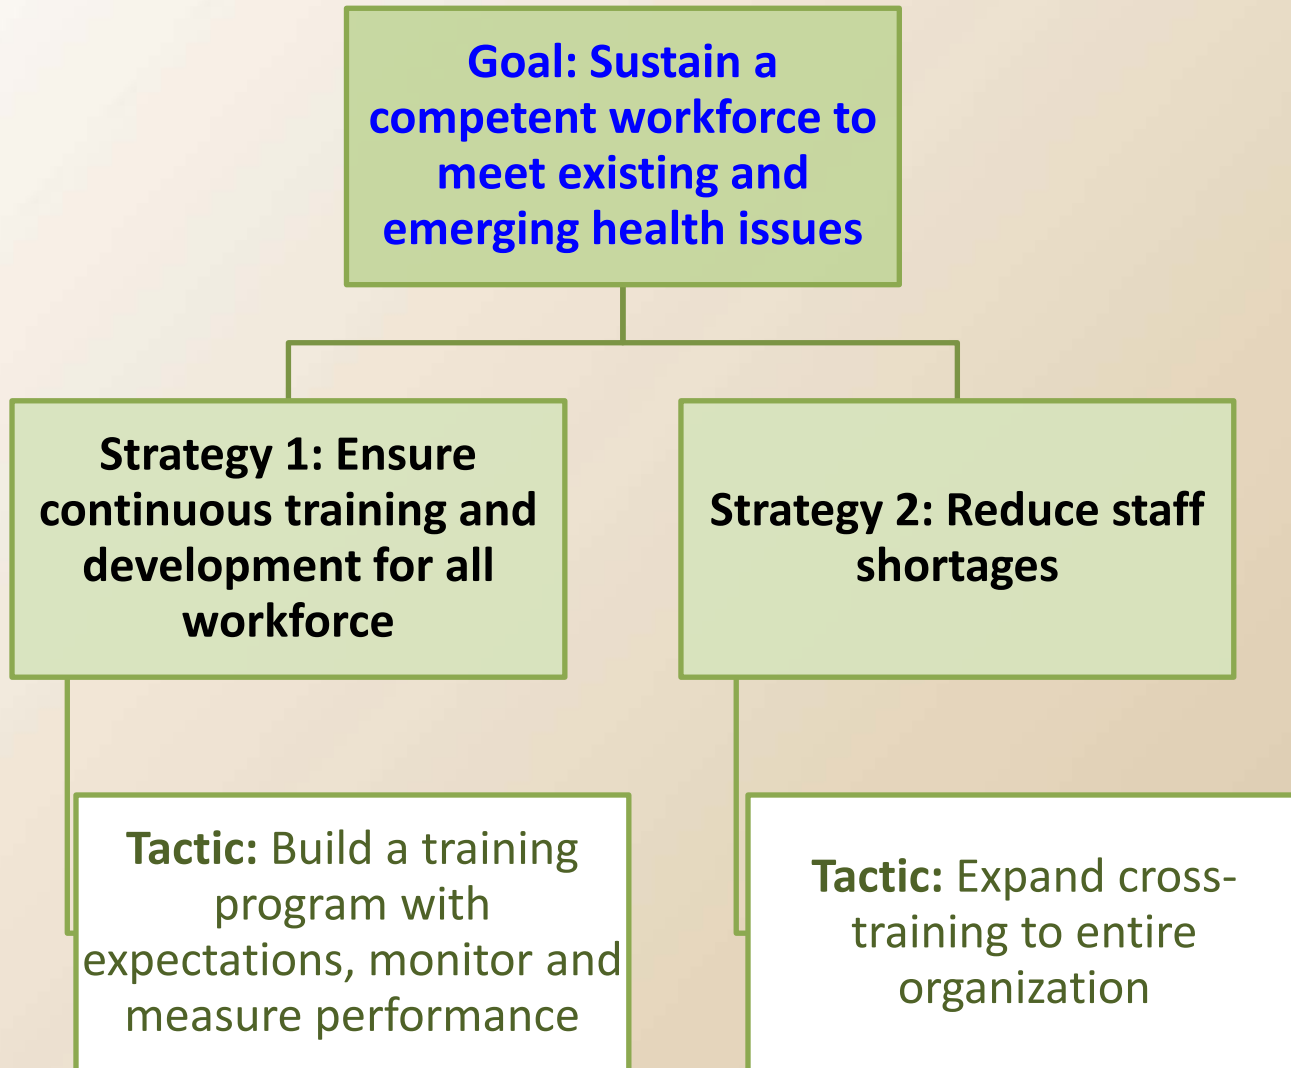 Goal: Sustain a
competent workforce to
meet existing and
emerging health issues
Strategy 1: Ensure
continuous training and
development for all
workforce
Strategy 2: Reduce staff
shortages
Tactic: Build a training
program with
expectations, monitor and
measure performance
Tactic: Expand cross-
training to entire
organization